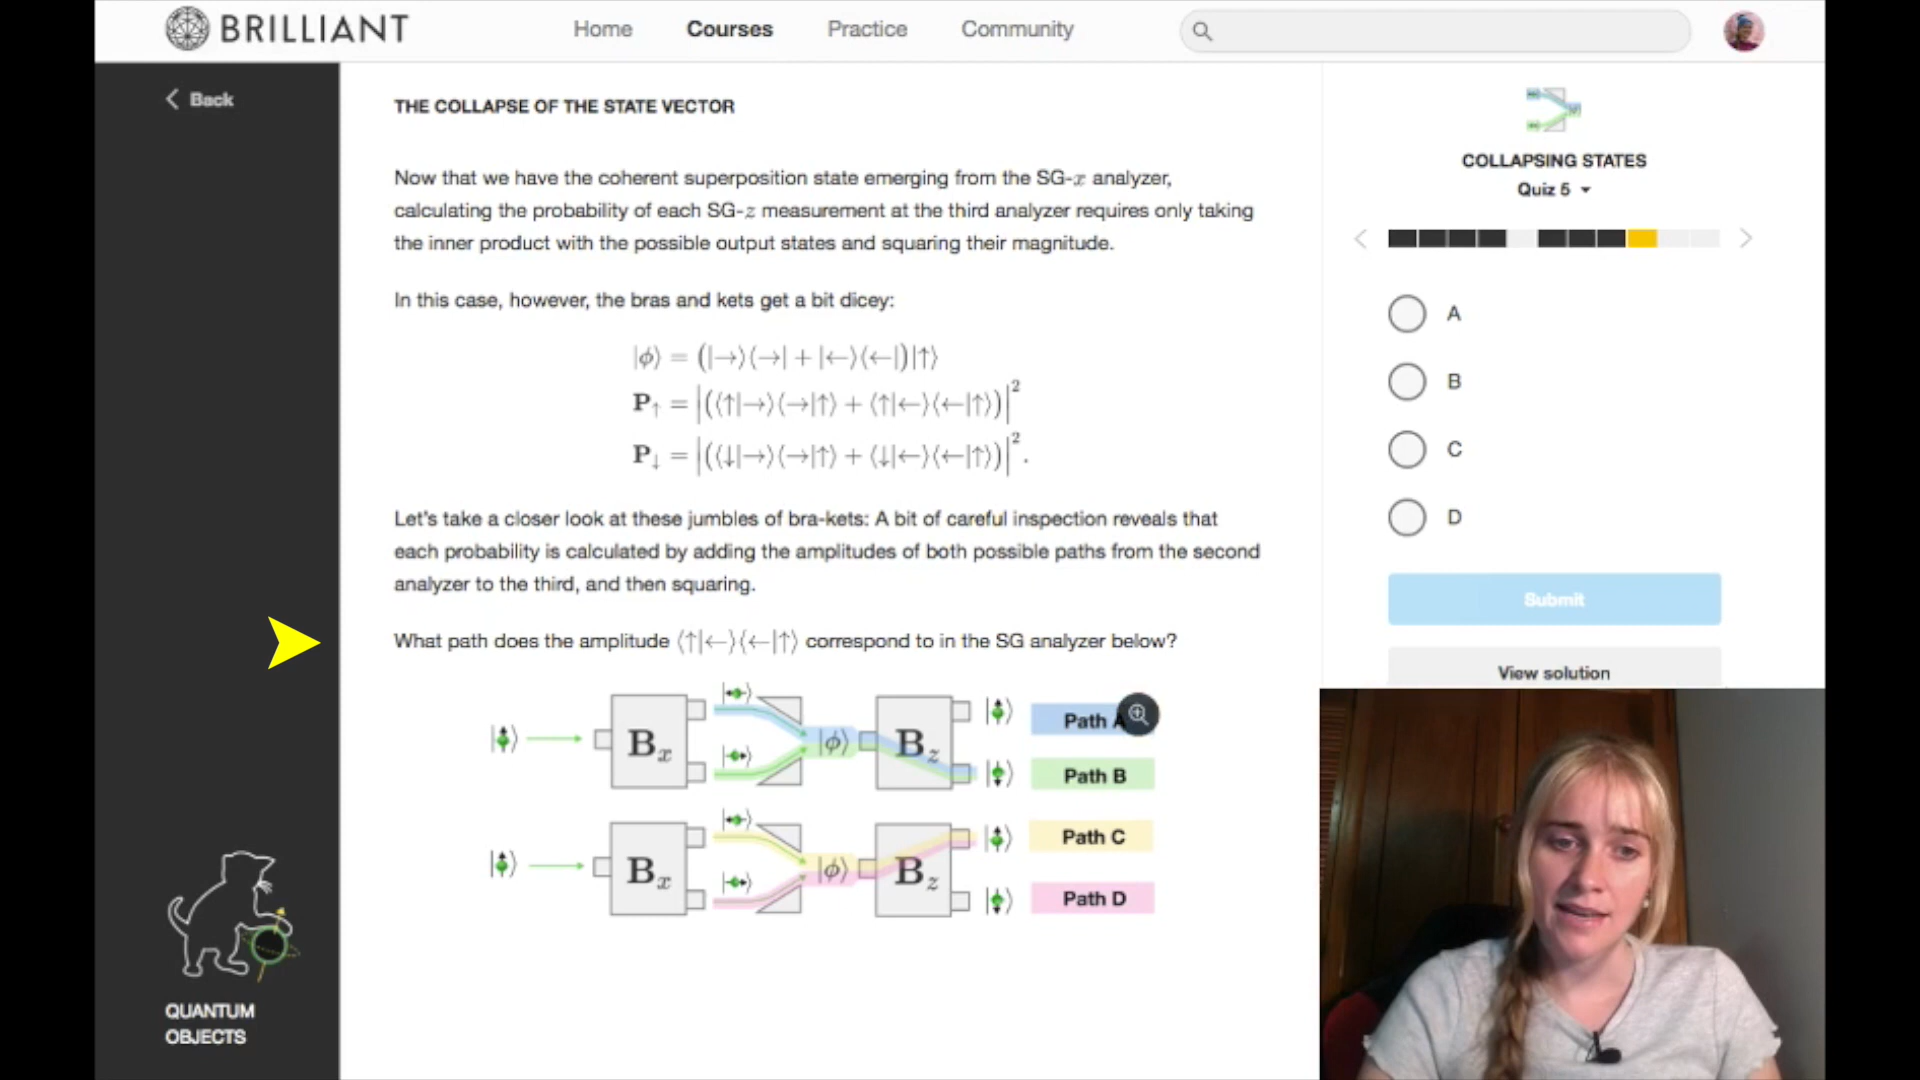 BRILLIANT
Home Courses Practice Community
Back
THE COLLAPSE OF THE STATE VECTOR
Now that we have the coherent superposition state emerging from the SG-x analyzer,
calculating the probability of each SG-z measurement at the third analyzer requires only taking
the inner product with the possible output states and squaring their magnitude.
In this case, however, the bras and kets get a bit dicey:
|ϕ⟩ = (|→⟩⟨→| + |←⟩⟨←|)|↑⟩
P↑ = |(⟨↑|→⟩⟨→|↑⟩ + ⟨↑|←⟩⟨←|↑⟩)|²
P↓ = |(⟨↓|→⟩⟨→|↑⟩ + ⟨↓|←⟩⟨←|↑⟩)|².
Let's take a closer look at these jumbles of bra-kets: A bit of careful inspection reveals that
each probability is calculated by adding the amplitudes of both possible paths from the second
analyzer to the third, and then squaring.
What path does the amplitude ⟨↑|←⟩⟨←|↑⟩ correspond to in the SG analyzer below?
Bx |ϕ⟩ Bz
Path A
Path B
Bx |ϕ⟩ Bz
Path C
Path D
COLLAPSING STATES
Quiz 5
A
B
C
D
Submit
View solution
QUANTUM
OBJECTS